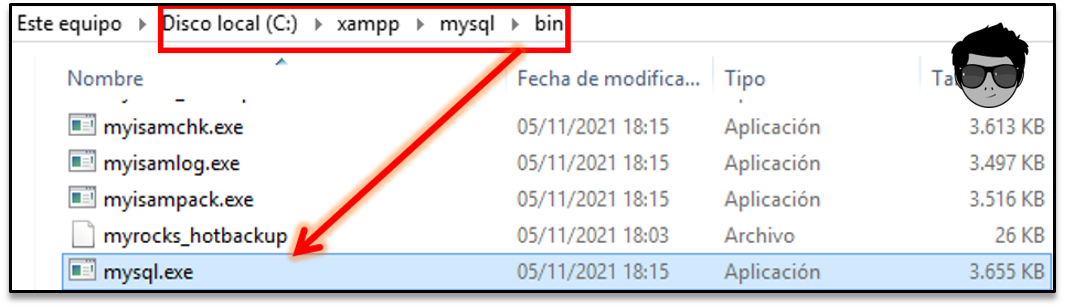 Este equipo Disco local (C:) xampp mysql bin
Nombre Fecha de modifica... Tipo
myisamchk.exe 05/11/2021 18:15 Aplicación 3.613 KB
myisamlog.exe 05/11/2021 18:15 Aplicación 3.497 KB
myisampack.exe 05/11/2021 18:15 Aplicación 3.516 KB
myrocks_hotbackup 05/11/2021 18:03 Archivo 26 KB
mysql.exe 05/11/2021 18:15 Aplicación 3.655 KB